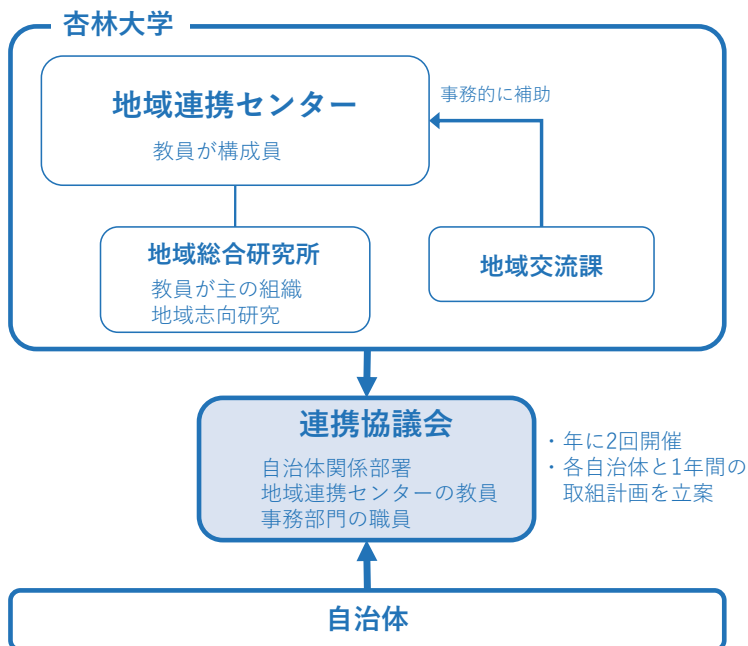 杏林大学
地域連携センター
教員が構成員
事務的に補助
地域総合研究所
教員が主の組織
地域志向研究
地域交流課
連携協議会
自治体関係部署
地域連携センターの教員
事務部門の職員
・年に2回開催
・各自治体と1年間の
取組計画を立案
自治体